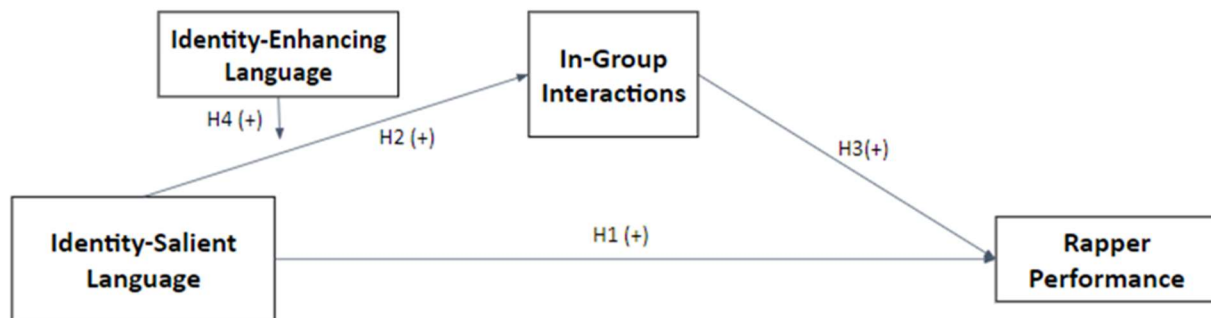 Identity-Enhancing
Language
In-Group
Interactions
H4 (+)
H2 (+)
H3(+)
Identity-Salient
Language
H1 (+)
Rapper
Performance